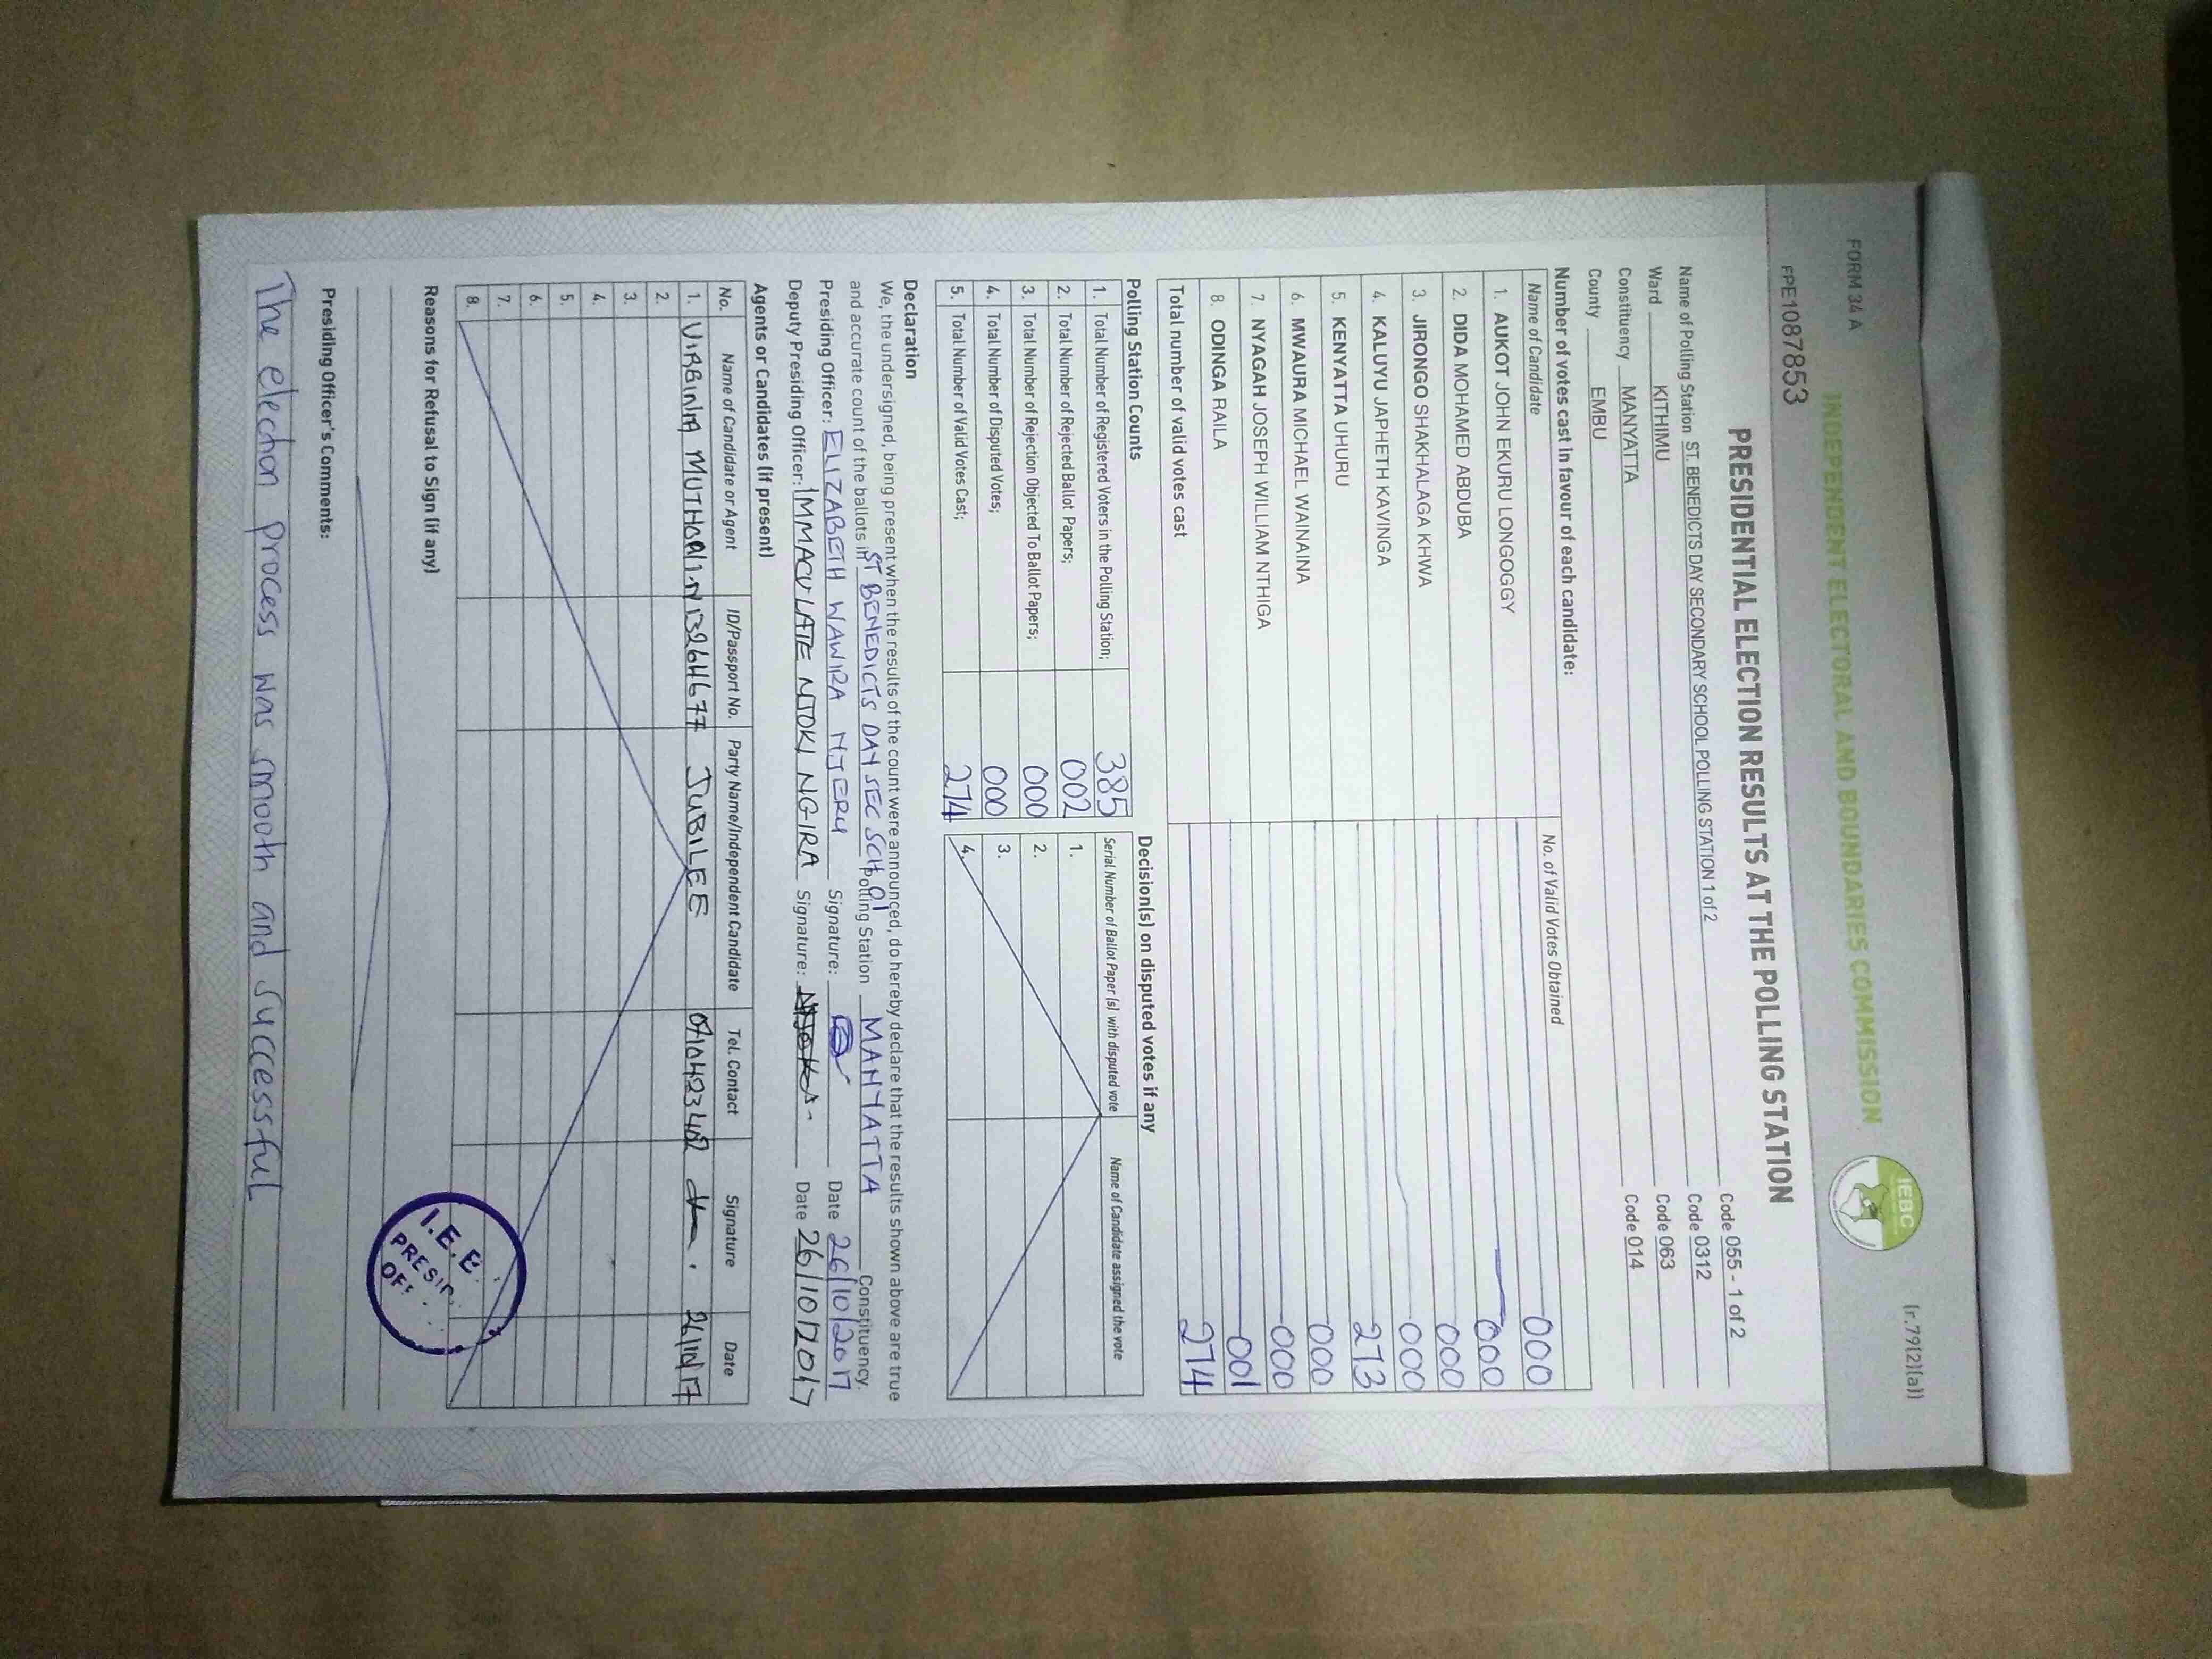 FORM 34 A
(r.79(2)(a))
INDEPENDENT ELECTORAL AND BOUNDARIES COMMISSION
IEBC
FPE1087853
PRESIDENTIAL ELECTION RESULTS AT THE POLLING STATION
Name of Polling Station ST. BENEDICTS DAY SECONDARY SCHOOL POLLING STATION 1 of 2 Code 055 - 1 of 2
Ward KITHIMU Code 0312
Constituency MANYATTA Code 063
County EMBU Code 014
Number of votes cast in favour of each candidate:
Name of Candidate No. of Valid Votes Obtained
1. AUKOT JOHN EKURU LONGOGGY 000
2. DIDA MOHAMED ABDUBA 000
3. JIRONGO SHAKHALAGA KHWA 000
4. KALUYU JAPHETH KAVINGA 000
5. KENYATTA UHURU 273
6. MWAURA MICHAEL WAINAINA 000
7. NYAGAH JOSEPH WILLIAM NTHIGA 000
8. ODINGA RAILA 001
Total number of valid votes cast 274
Polling Station Counts
1. Total Number of Registered Voters in the Polling Station; 385
2. Total Number of Rejected Ballot Papers; 002
3. Total Number of Rejection Objected To Ballot Papers; 000
4. Total Number of Disputed Votes; 000
5. Total Number of Valid Votes Cast; 274
Decision(s) on disputed votes if any
Serial Number of Ballot Paper (s) with disputed vote Name of Candidate assigned the vote
1.
2.
3.
4.
Declaration
We, the undersigned, being present when the results of the count were announced, do hereby declare that the results shown above are true
and accurate count of the ballots in ST BENEDICTS DAY SEC SCH 01 Polling Station MANYATTA Constituency.
Presiding Officer: ELIZABETH WAWIRA NJERU Signature: Date 26/10/2017
Deputy Presiding Officer: IMMACULATE NJOKI NGIRA Signature: Date 26/10/2017
Agents or Candidates (if present)
No. Name of Candidate or Agent ID/Passport No. Party Name/Independent Candidate Tel. Contact Signature Date
1. VIRGINIA MUTHONI N 13264677 JUBILEE 0710423402 26/10/17
2.
3.
4.
5.
6.
7.
8.
I.E.B
PRESID
OFF
Reasons for Refusal to Sign (if any)
Presiding Officer's Comments:
The election process was smooth and successful